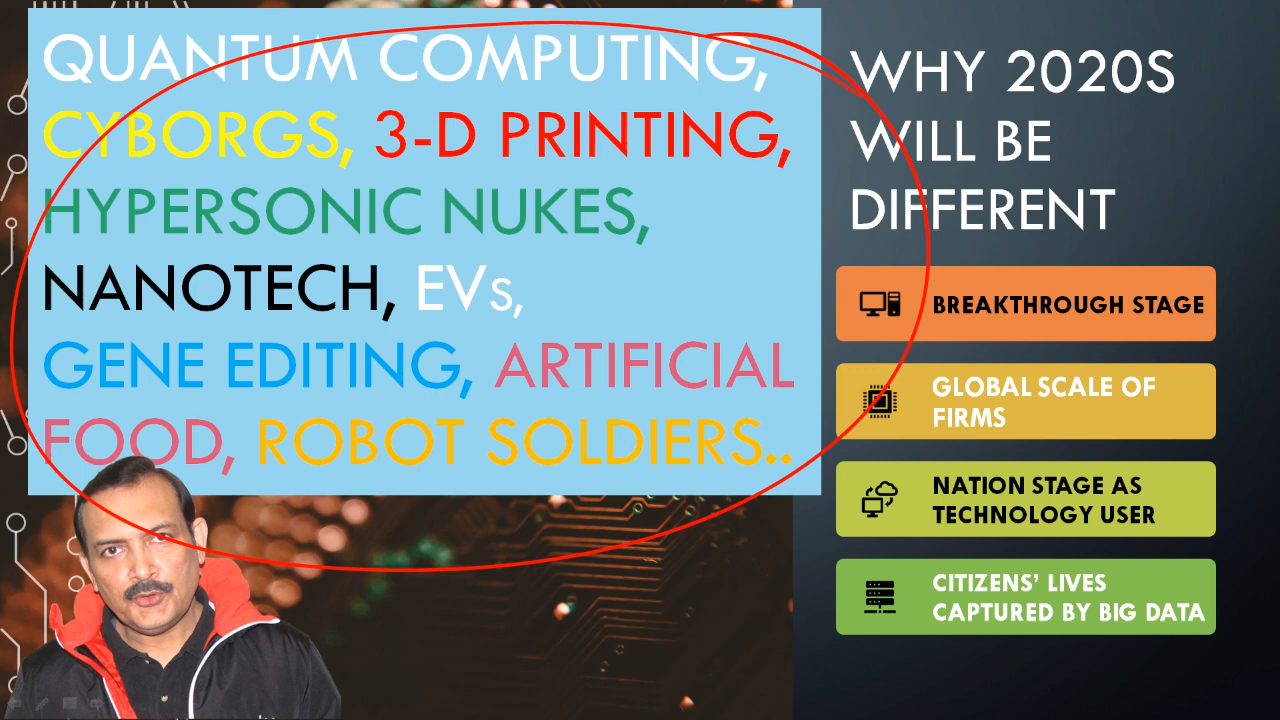 QUANTUM COMPUTING,
CYBORGS, 3-D PRINTING,
HYPERSONIC NUKES,
NANOTECH, EVs,
GENE EDITING, ARTIFICIAL
FOOD, ROBOT SOLDIERS..
WHY 2020S
WILL BE
DIFFERENT
BREAKTHROUGH STAGE
GLOBAL SCALE OF
FIRMS
NATION STAGE AS
TECHNOLOGY USER
CITIZENS’ LIVES
CAPTURED BY BIG DATA